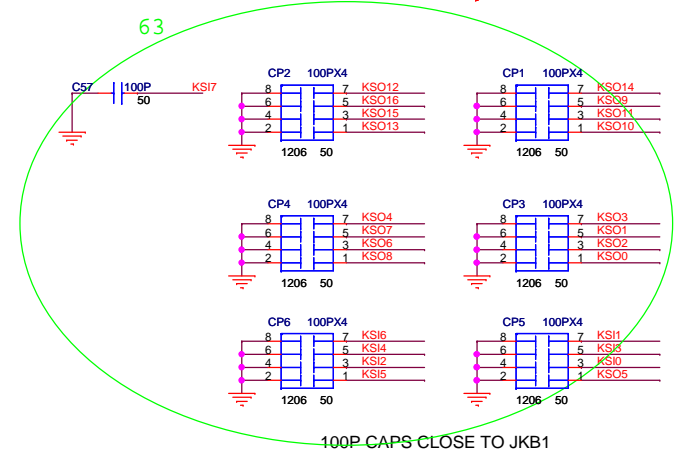 63
C57 100P KSI7
50
CP2 100PX4
8 7 KSO12
6 5 KSO16
4 3 KSO15
2 1 KSO13
1206 50
CP1 100PX4
8 7 KSO14
6 5 KSO9
4 3 KSO11
2 1 KSO10
1206 50
CP4 100PX4
8 7 KSO4
6 5 KSO7
4 3 KSO6
2 1 KSO8
1206 50
CP3 100PX4
8 7 KSO3
6 5 KSO1
4 3 KSO2
2 1 KSO0
1206 50
CP6 100PX4
8 7 KSI6
6 5 KSI4
4 3 KSI2
2 1 KSI5
1206 50
CP5 100PX4
8 7 KSI1
6 5 KSI3
4 3 KSI0
2 1 KSO5
1206 50
100P CAPS CLOSE TO JKB1